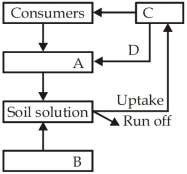 Consumers
C
D
A
Uptake
Soil solution
Run off
B